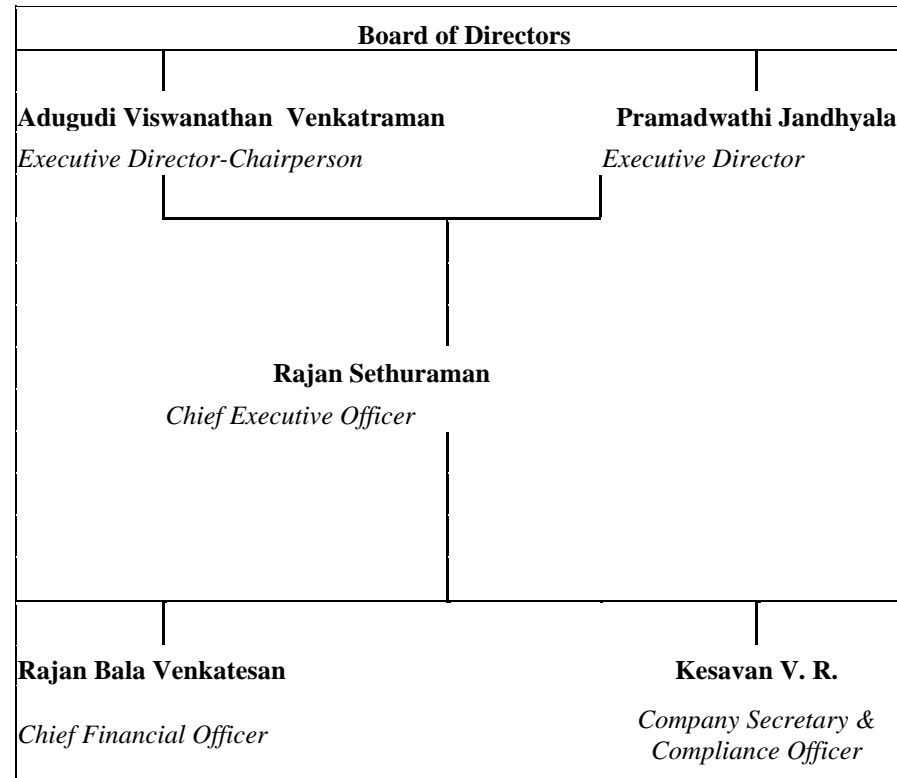 Board of Directors
Adugudi Viswanathan Venkatraman
Executive Director-Chairperson
Pramadwathi Jandhyala
Executive Director
Rajan Sethuraman
Chief Executive Officer
Rajan Bala Venkatesan
Chief Financial Officer
Kesavan V. R.
Company Secretary &
Compliance Officer